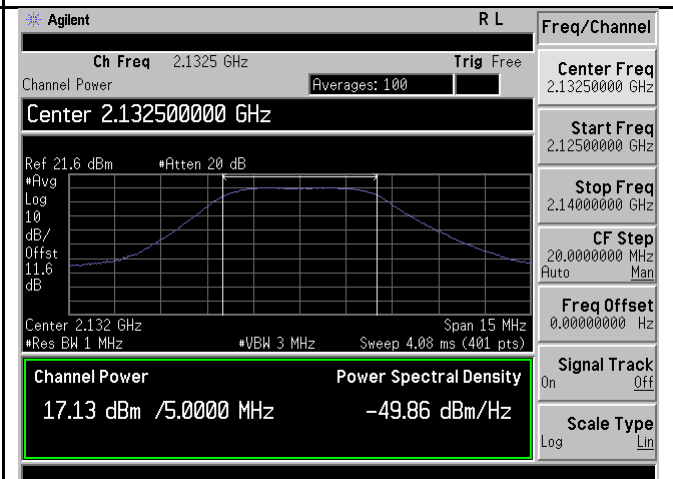 Agilent R L
Ch Freq 2.1325 GHz Trig Free
Channel Power Averages: 100
Center 2.132500000 GHz
Ref 21.6 dBm #Atten 20 dB
#Avg
Log
10
dB/
Offst
11.6
dB
Center 2.132 GHz Span 15 MHz
#Res BW 1 MHz #VBW 3 MHz Sweep 4.08 ms (401 pts)
Channel Power Power Spectral Density
17.13 dBm /5.0000 MHz -49.86 dBm/Hz
Freq/Channel
Center Freq
2.13250000 GHz
Start Freq
2.12500000 GHz
Stop Freq
2.14000000 GHz
CF Step
20.0000000 MHz
Auto Man
Freq Offset
0.00000000 Hz
Signal Track
On Off
Scale Type
Log Lin